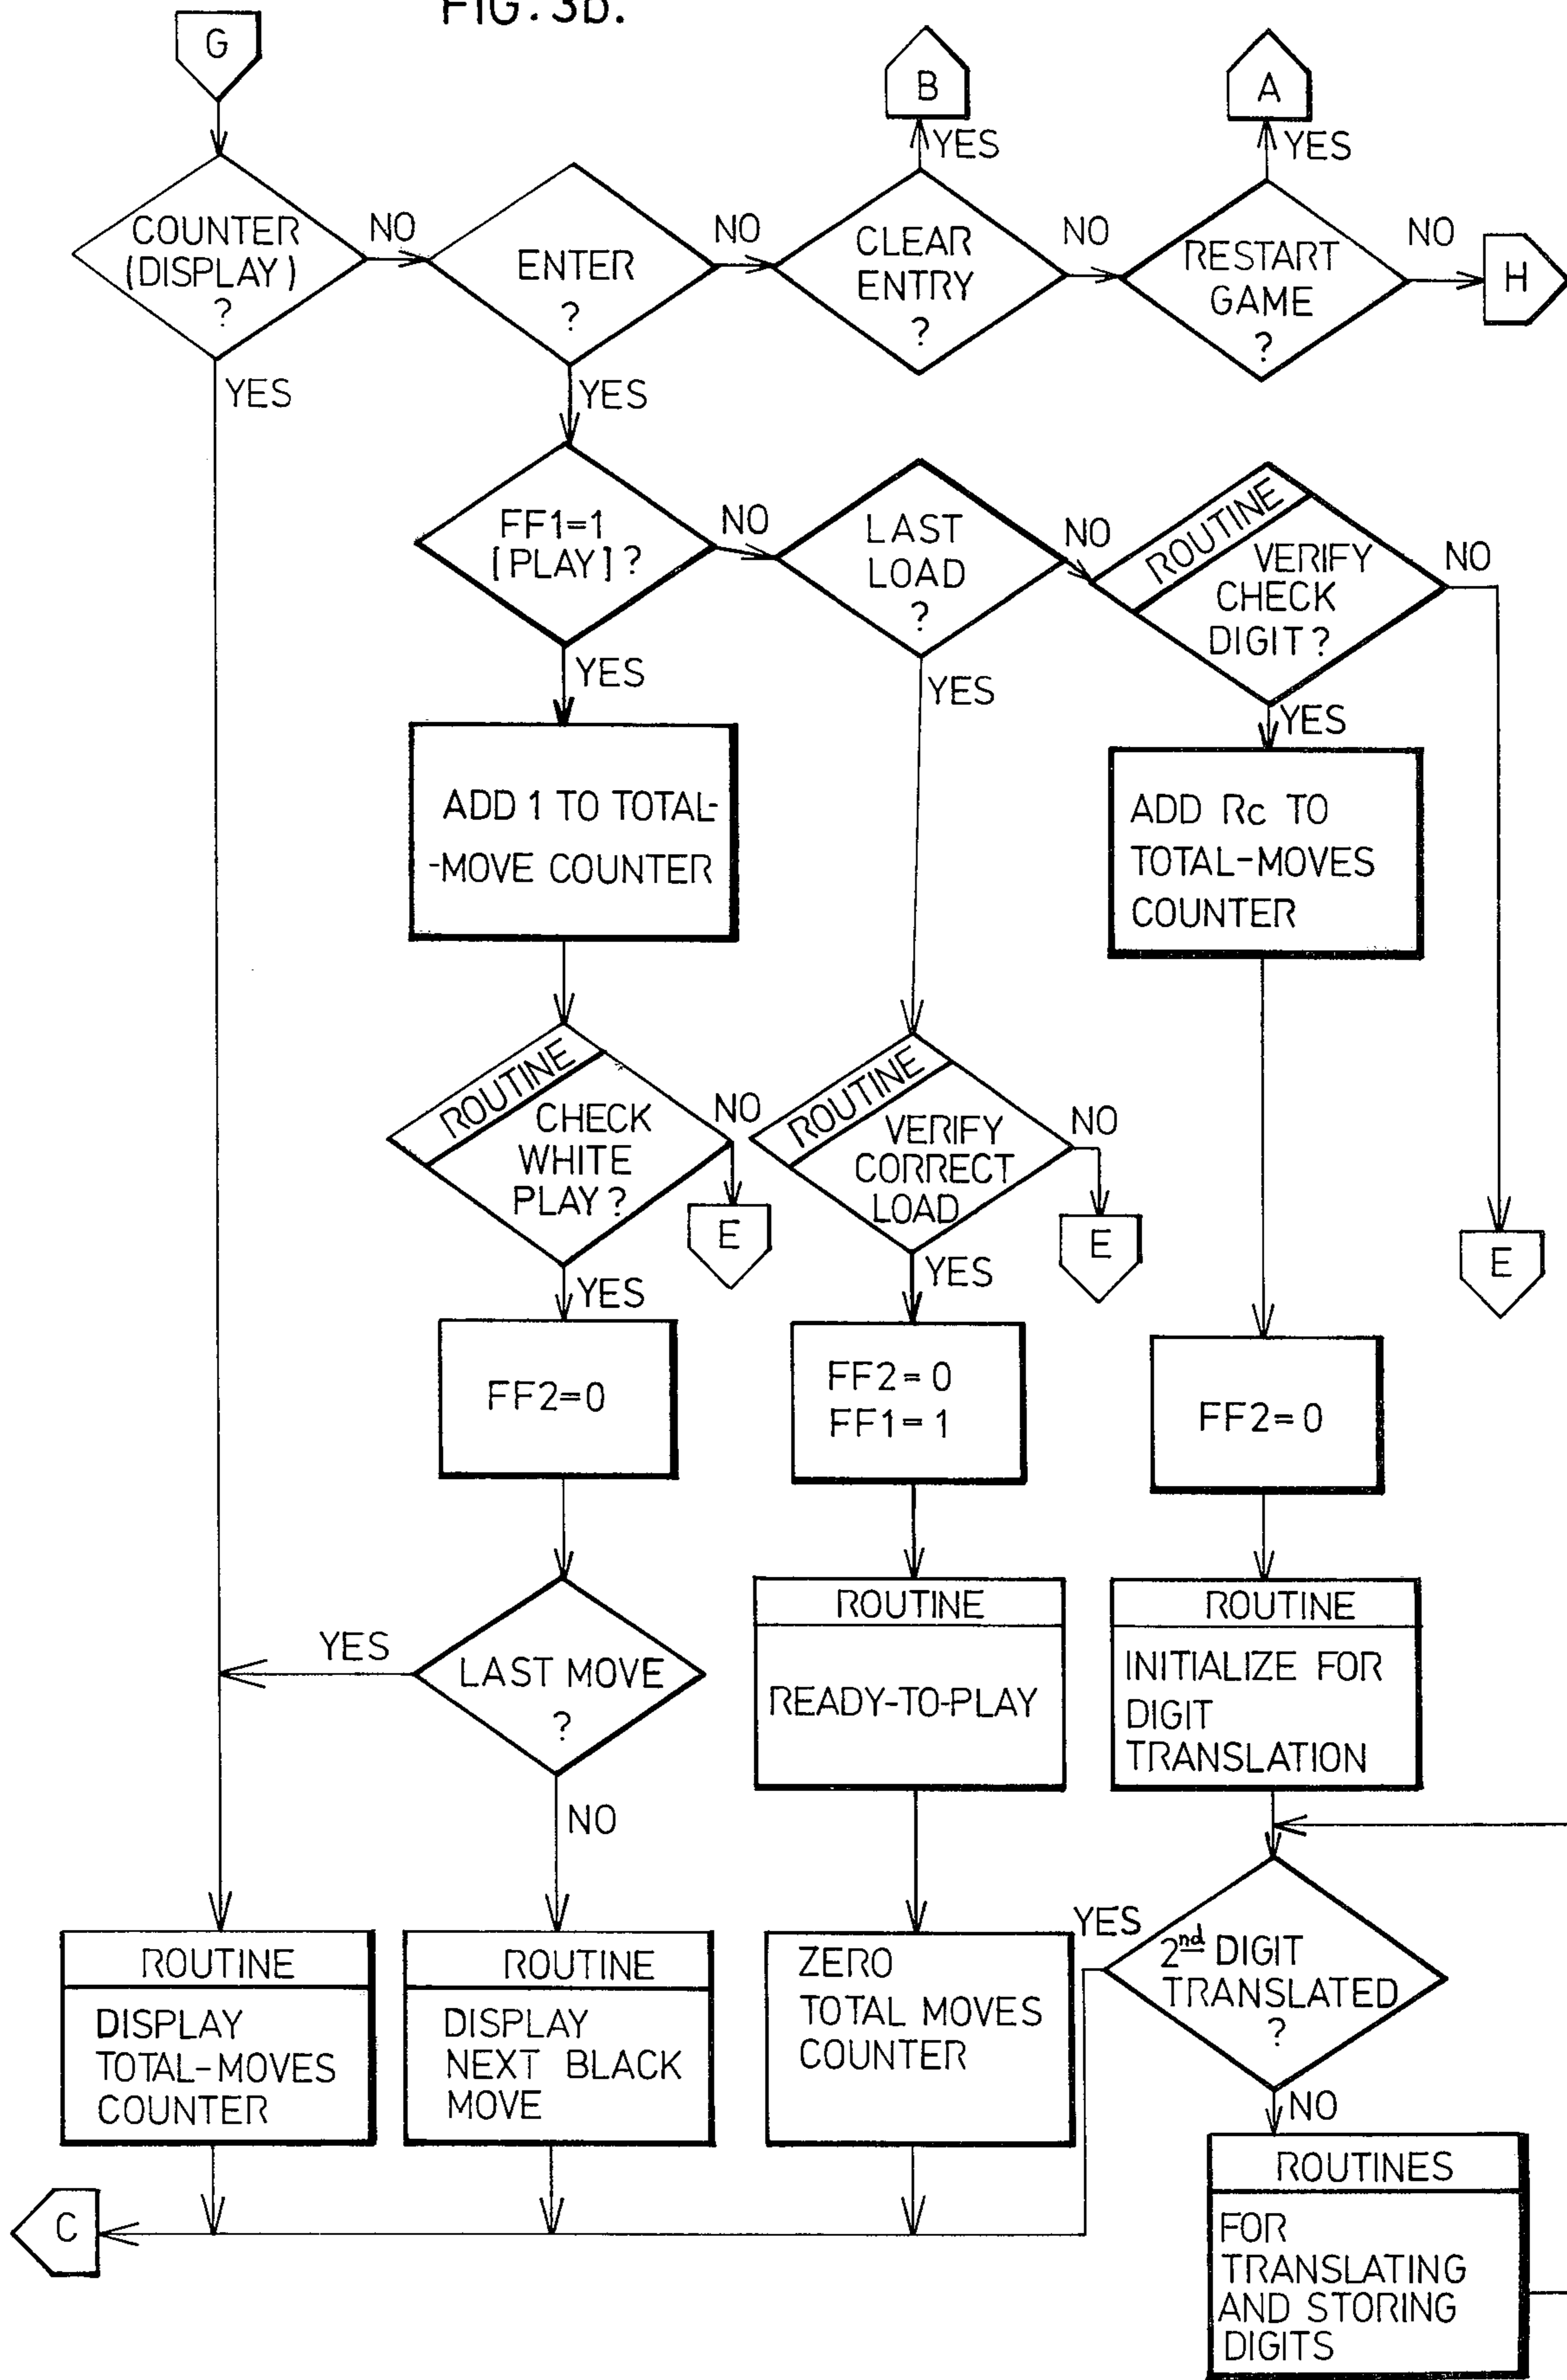 FIG. 3b.
G
B
A
YES
YES
COUNTER
(DISPLAY)
?
NO
ENTER
?
NO
CLEAR
ENTRY
?
NO
RESTART
GAME
?
NO
H
YES
YES
FF1=1
[PLAY]?
NO
LAST
LOAD
?
NO
ROUTINE
VERIFY
CHECK
DIGIT?
NO
YES
YES
YES
ADD 1 TO TOTAL-
-MOVE COUNTER
ADD Rc TO
TOTAL-MOVES
COUNTER
ROUTINE
CHECK
WHITE
PLAY?
NO
E
ROUTINE
VERIFY
CORRECT
LOAD
NO
E
E
YES
YES
FF2=0
FF2=0
FF1=1
FF2=0
YES
LAST MOVE
?
NO
ROUTINE
READY-TO-PLAY
ROUTINE
INITIALIZE FOR
DIGIT
TRANSLATION
ROUTINE
DISPLAY
TOTAL-MOVES
COUNTER
ROUTINE
DISPLAY
NEXT BLACK
MOVE
ZERO
TOTAL MOVES
COUNTER
YES
2nd DIGIT
TRANSLATED
?
NO
C
ROUTINES
FOR
TRANSLATING
AND STORING
DIGITS